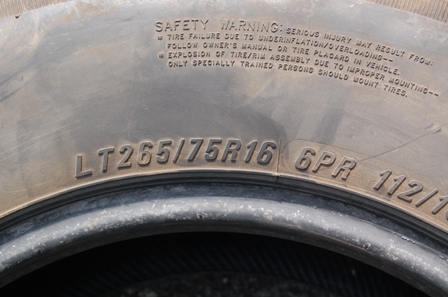 SAFETY WARNING: SERIOUS INJURY MAY RESULT FROM:
* TIRE FAILURE DUE TO UNDERINFLATION/OVERLOADING--
FOLLOW OWNER'S MANUAL OR TIRE PLACARD IN VEHICLE.
* EXPLOSION OF TIRE/RIM ASSEMBLY DUE TO IMPROPER MOUNTING--
ONLY SPECIALLY TRAINED PERSONS SHOULD MOUNT TIRES.
LT265/75R16 6PR 112/1